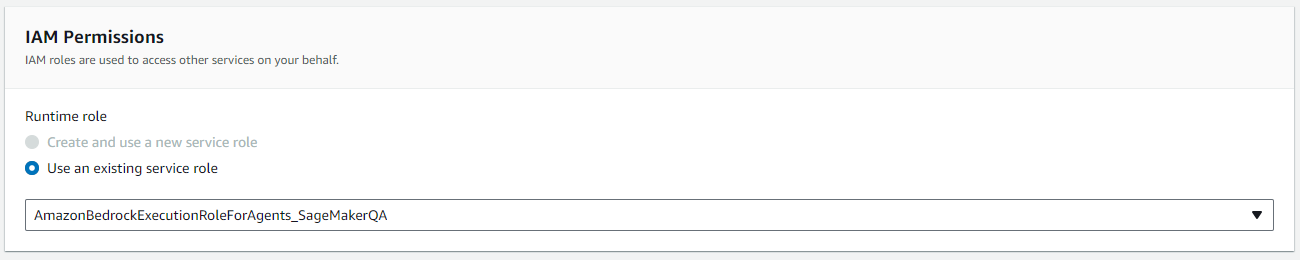 IAM Permissions
IAM roles are used to access other services on your behalf.
Runtime role
Create and use a new service role
Use an existing service role
AmazonBedrockExecutionRoleForAgents_SageMakerQA